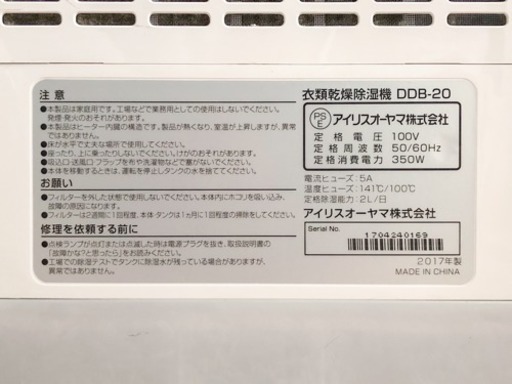 注意
●本製品は家庭用です。工場などで業務用としての使用はしないでください。
発煙・発火のおそれがあります。
●本製品はヒーター内蔵の構造です。製品が熱くなり、室温が上昇しますが、異常
ではありません。
●床が水平で丈夫な場所で使用してください。
●座ったり、上に乗ったり、寄りかからないでください。
●吸込口・送風口・フラップを布や洗濯物などで塞がないでください。
●本体を移動するときは、運転を停止しタンクの水を捨ててください。
お願い
●フィルターを外した状態で使用しないでください。本体内にホコリを吸い込み、
故障の原因になります。
●フィルターは2週間に1回程度、本体・タンクは1ヵ月に1回程度の掃除をしてください。
修理を依頼する前に
●点検ランプが点灯または点滅した時は電源プラグを抜き、取扱説明書の
「故障かな?と思ったら」をお読みください。
●工場での除湿テストでタンクに除湿水が残っている場合がありますが、
異常ではありません。
衣類乾燥除湿機 DDB-20
PS
E
アイリスオーヤマ株式会社
定格電圧 100V
定格周波数 50/60Hz
定格消費電力 350W
電流ヒューズ:5A
温度ヒューズ:141℃/100℃
定格除湿能力:2L/日
アイリスオーヤマ株式会社
Serial No.
1704240169
2017年製
MADE IN CHINA